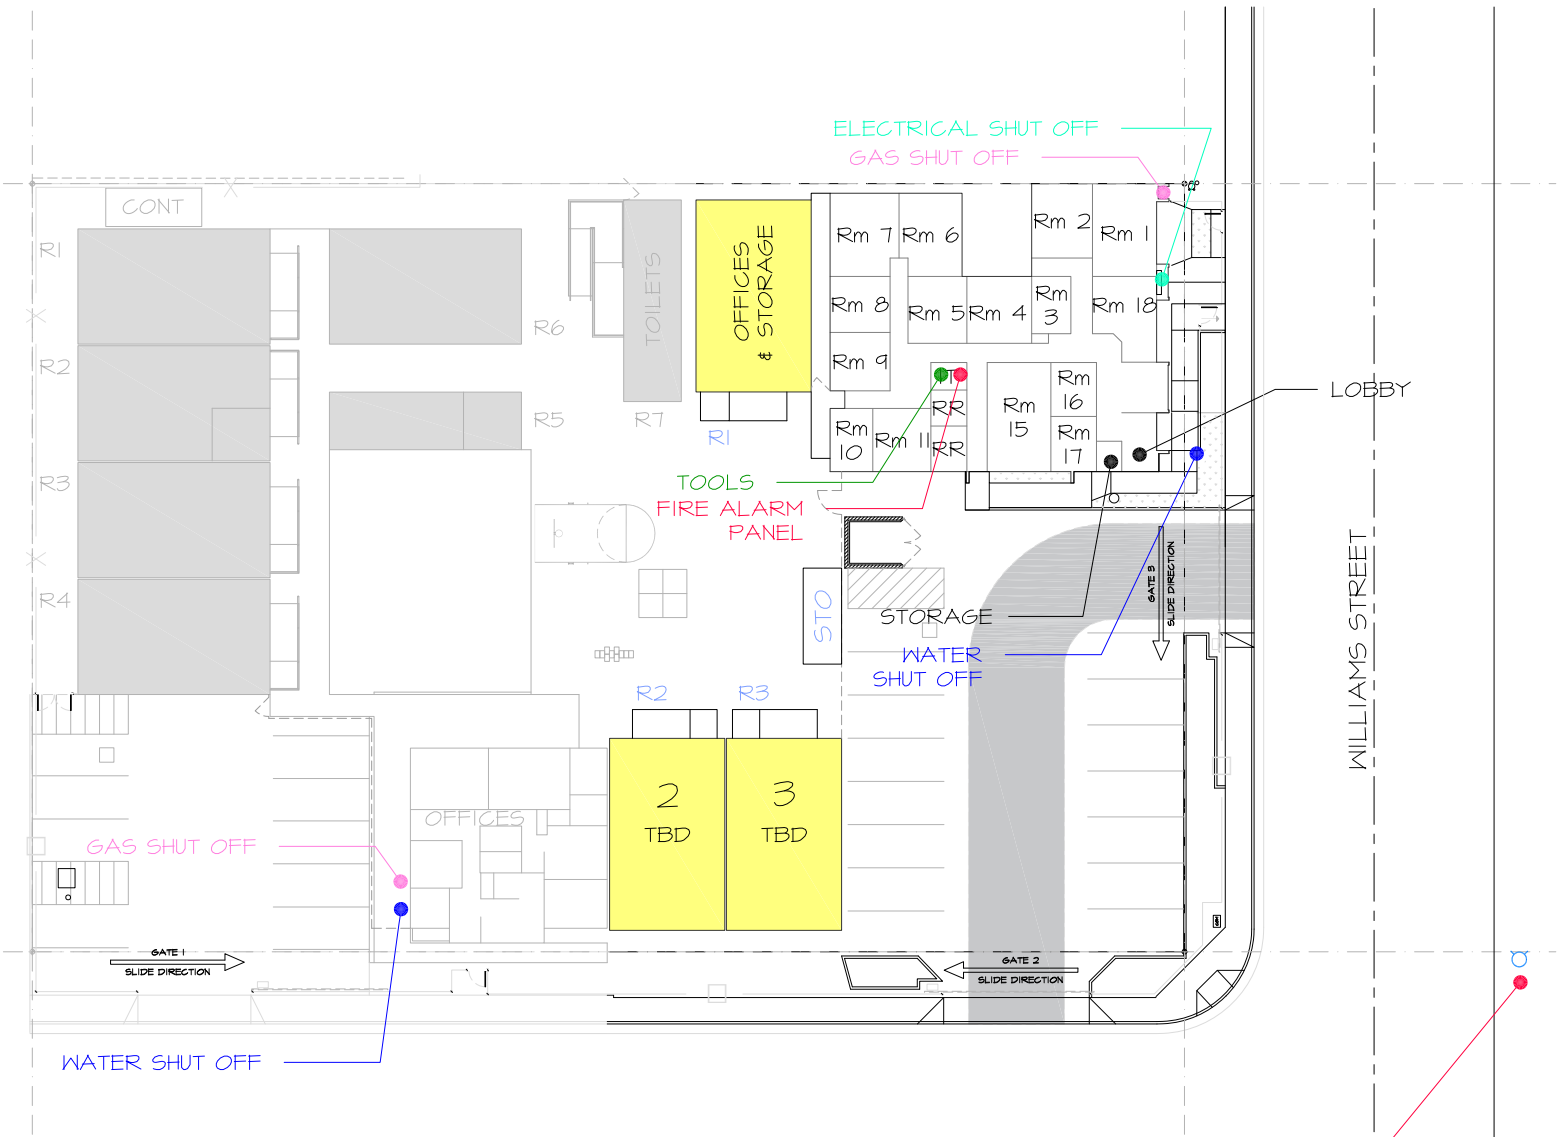 ELECTRICAL SHUT OFF
GAS SHUT OFF
CONT
R1
R2
R3
R4
R6
R5
TOILETS
R7
OFFICES
& STORAGE
R1
Rm 7
Rm 6
Rm 2
Rm 1
Rm 8
Rm 5
Rm 4
Rm
3
Rm 18
Rm 9
RR
Rm
15
Rm
16
Rm
10
Rm 11
RR
Rm
17
LOBBY
TOOLS
FIRE ALARM
PANEL
STORAGE
WATER
SHUT OFF
GATE 3
SLIDE DIRECTION
WILLIAMS STREET
STO
R2
R3
2
TBD
3
TBD
OFFICES
GAS SHUT OFF
GATE 1
SLIDE DIRECTION
GATE 2
SLIDE DIRECTION
WATER SHUT OFF